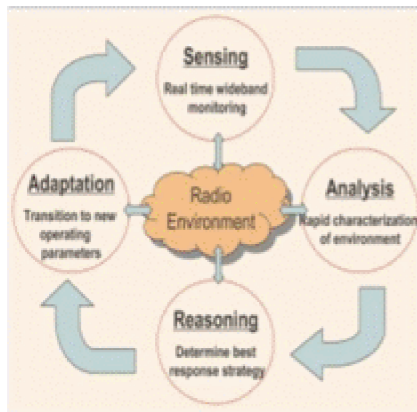 Sensing
Real time wideband
monitoring
Adaptation
Transition to new
operating
parameters
Radio
Environment
Analysis
Rapid characterization
of environment
Reasoning
Determine best
response strategy